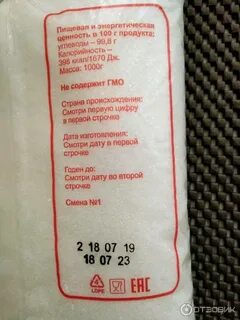 Пищевая и энергетическая
ценность в 100 г продукта:
углеводы – 99,8 г
Калорийность –
398 ккал/1670 Дж.
Масса: 1000г
Не содержит ГМО
Страна происхождения:
Смотри первую цифру
в первой строчке
Дата изготовления:
Смотри дату в первой
строчке
Годен до:
Смотри дату во второй
строчке
Смена №1
2 18 07 19
18 07 23
4
LDPE
EAC
ОТЗОВИК